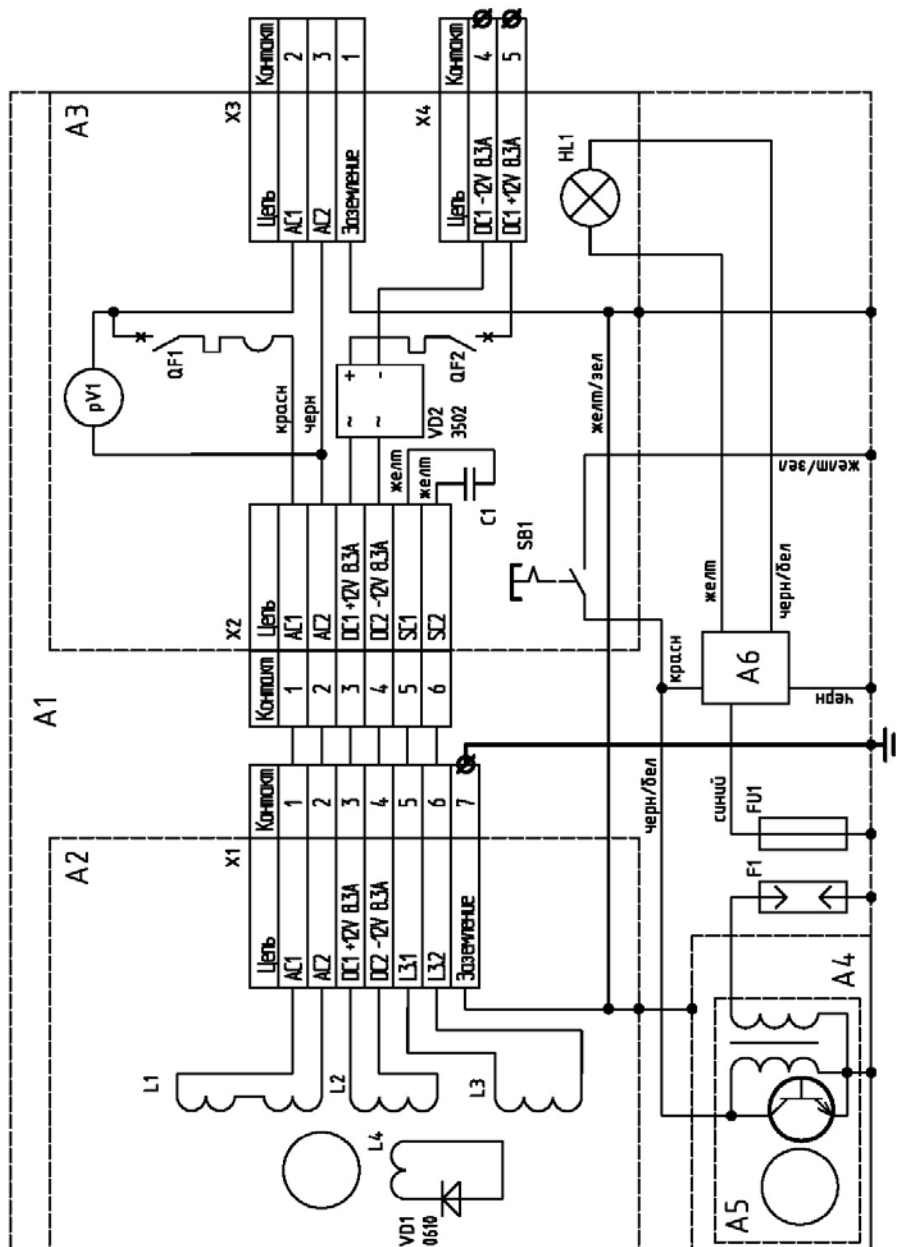 A1
A2
A3
pV1
L1
X1
Цепь Контакт
AC1 1
AC2 2
DC1 +12V 8.3A 3
DC2 -12V 8.3A 4
L3.1 5
L3.2 6
Заземление 7
X2
Контакт Цепь
1 AC1
2 AC2
3 DC1 +12V 8.3A
4 DC2 -12V 8.3A
5 SC1
6 SC2
QF1
красн
черн
X3
Цепь Контакт
AC1 2
AC2 3
Заземление 1
L2
L4
VD1
0610
L3
желт
желт
C1
~ +
~ -
VD2
3502
QF2
X4
Цепь Контакт
DC1 -12V 8.3A 4
DC1 +12V 8.3A 5
SB1
HL1
желт/зел
черн/бел
красн
желт
черн/бел
синий
A6
черн
желт/зел
F1
FU1
A4
A5